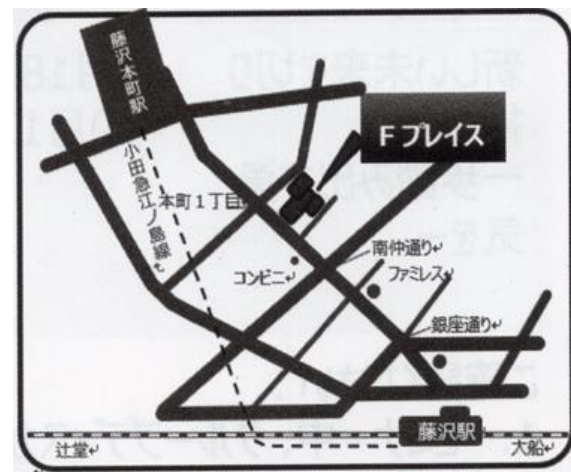 藤沢本町駅
Fプレイス
小田急江ノ島線↲
本町1丁目
南仲通り↲
コンビニ↲
ファミレス↲
銀座通り↲
藤沢駅
辻堂↲
大船↲